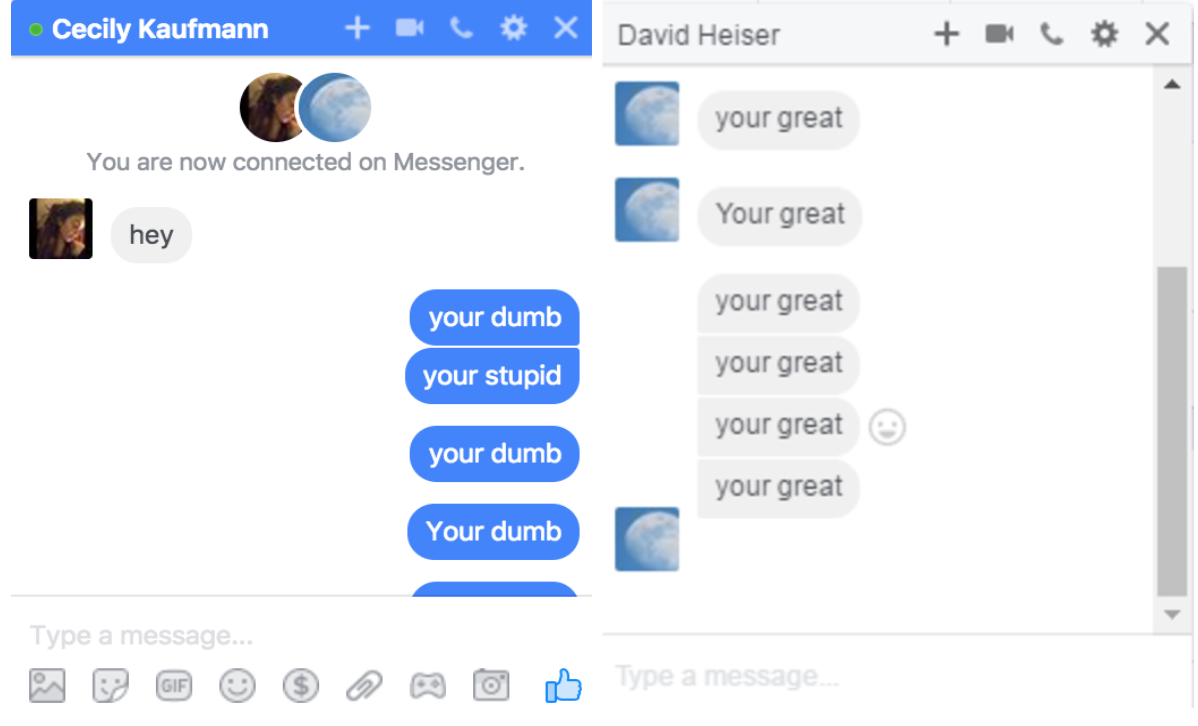 Cecily Kaufmann
You are now connected on Messenger.
hey
your dumb
your stupid
your dumb
Your dumb
Type a message...
GIF
$
David Heiser
your great
Your great
your great
your great
your great
your great
Type a message...